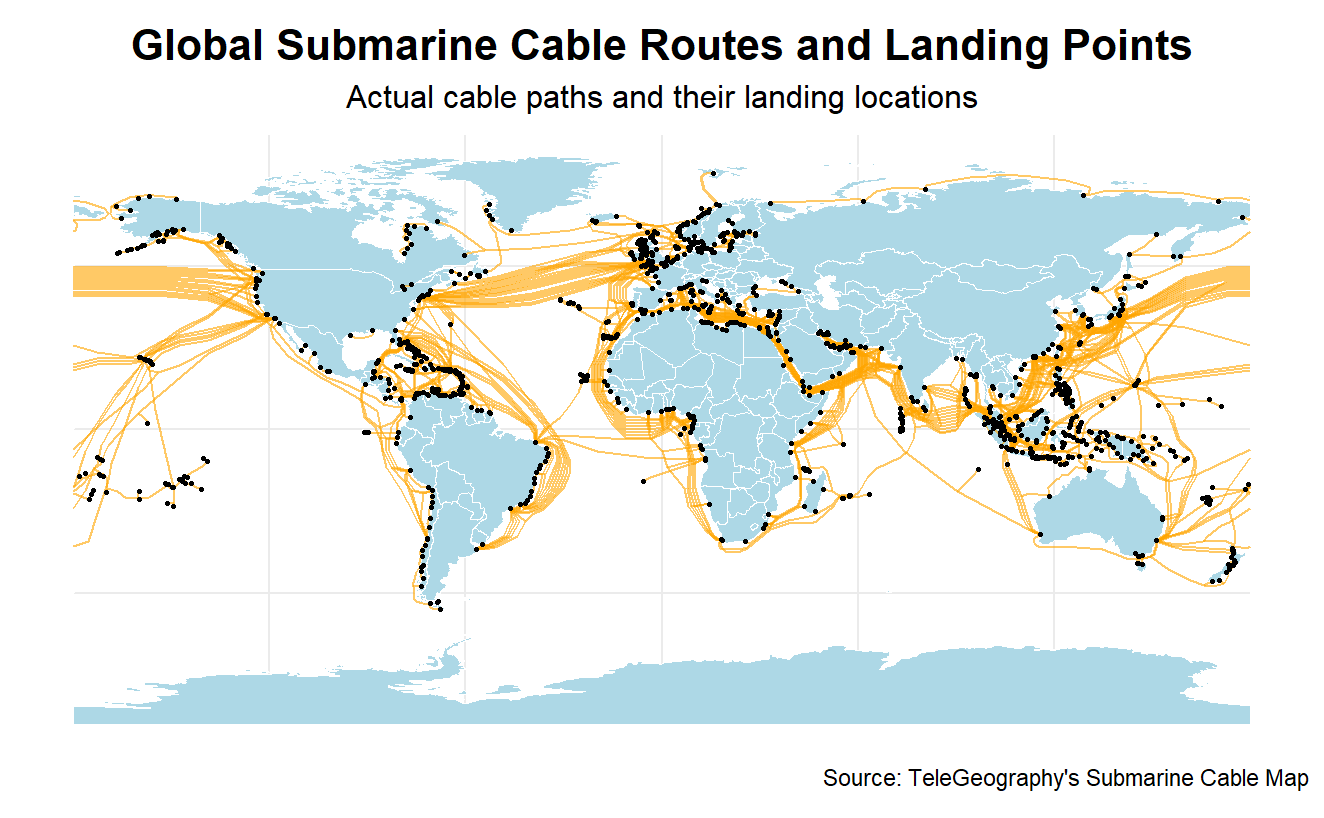 Global Submarine Cable Routes and Landing Points
Actual cable paths and their landing locations
Source: TeleGeography's Submarine Cable Map